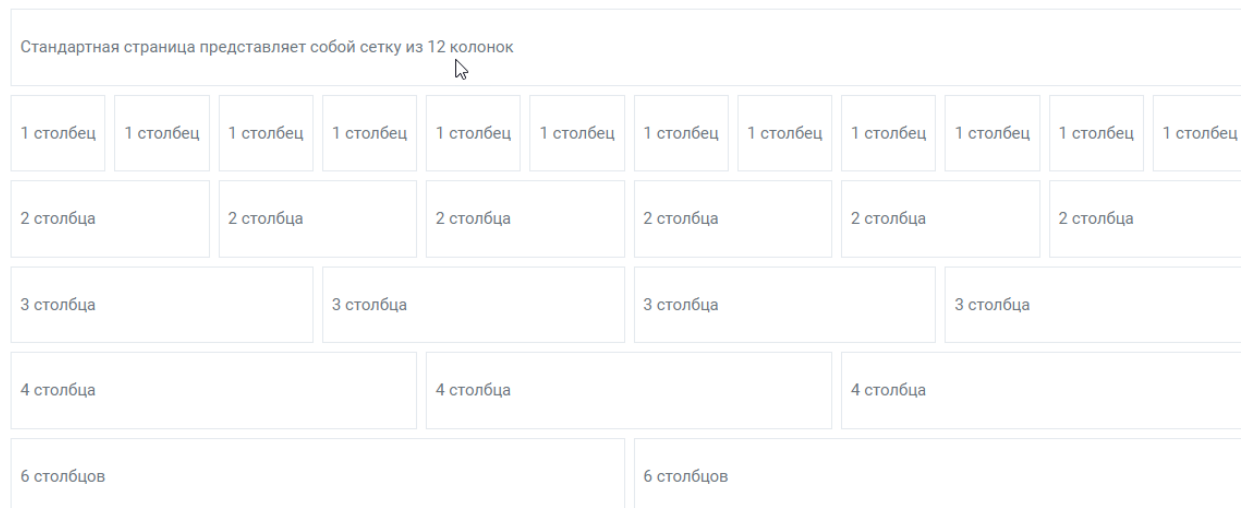 Стандартная страница представляет собой сетку из 12 колонок
1 столбец 1 столбец 1 столбец 1 столбец 1 столбец 1 столбец 1 столбец 1 столбец 1 столбец 1 столбец 1 столбец 1 столбец
2 столбца 2 столбца 2 столбца 2 столбца 2 столбца 2 столбца
3 столбца 3 столбца 3 столбца 3 столбца
4 столбца 4 столбца 4 столбца
6 столбцов 6 столбцов